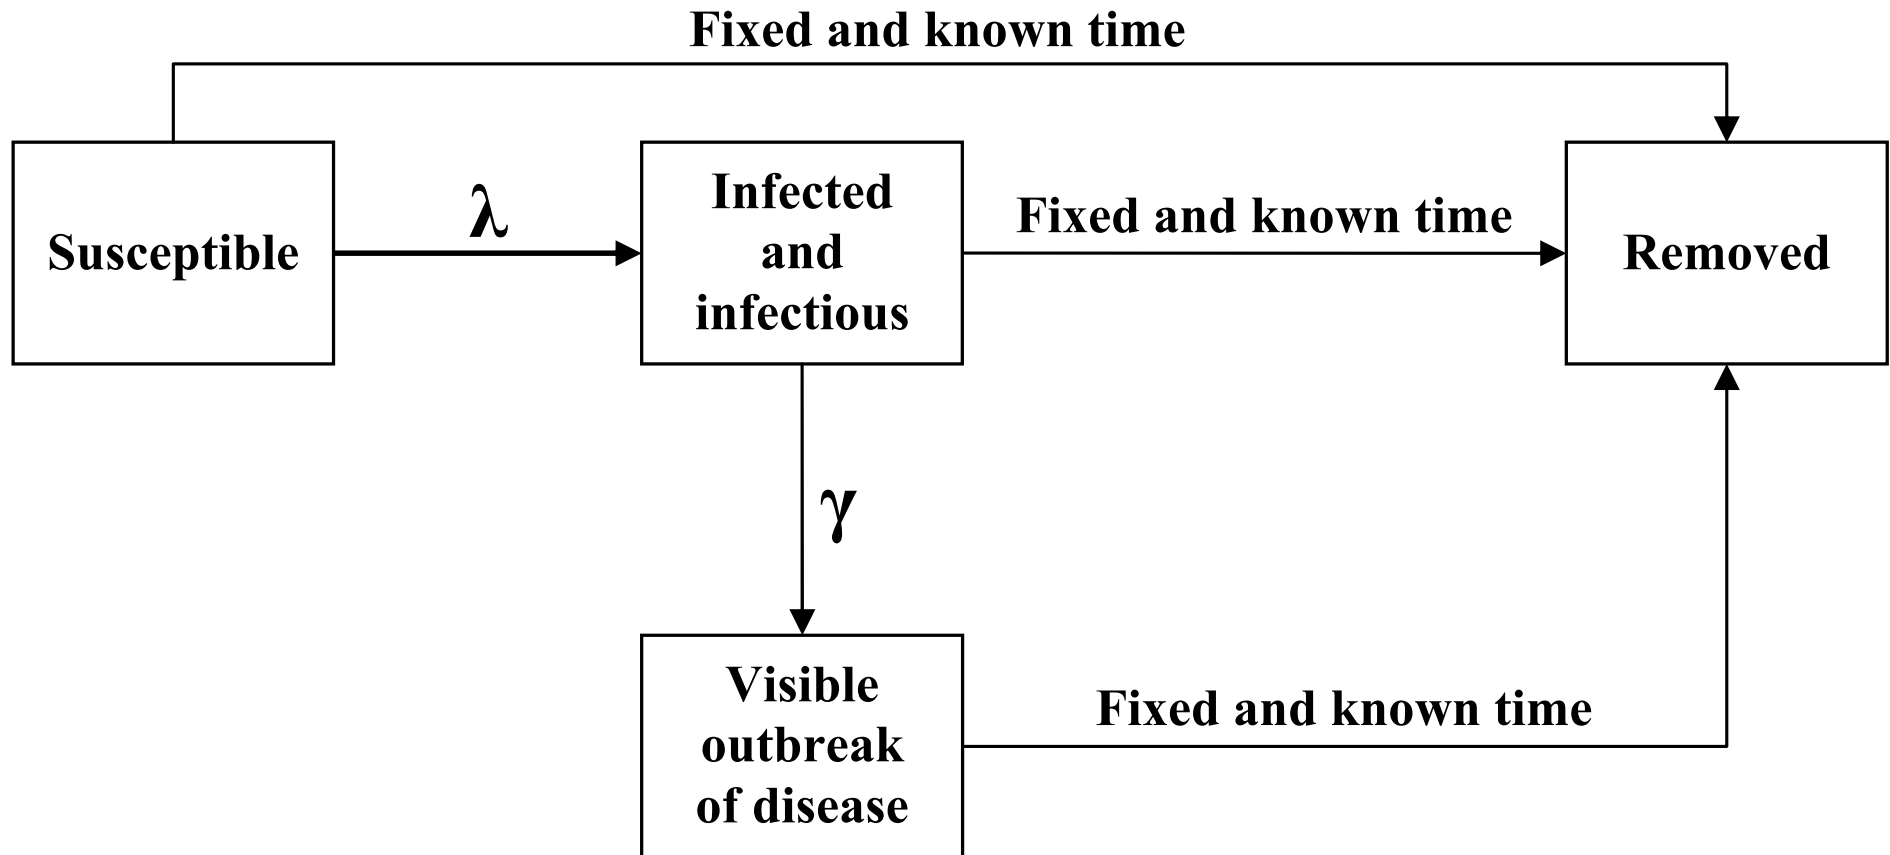 Fixed and known time
Susceptible
λ
Infected
and
infectious
Fixed and known time
Removed
γ
Visible
outbreak
of disease
Fixed and known time